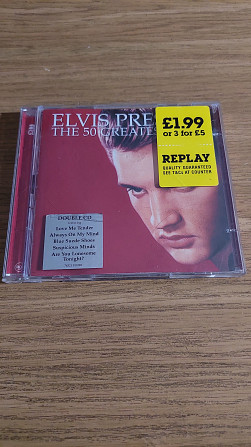 ELVIS PRE
THE 50 GREATE
£1.99
or 3 for £5
REPLAY
QUALITY GUARANTEED
SEE T&Cs AT COUNTER
DOUBLE CD
Love Me Tender
Always On My Mind
Blue Suede Shoes
Suspicious Minds
Are You Lonesome
Tonight?